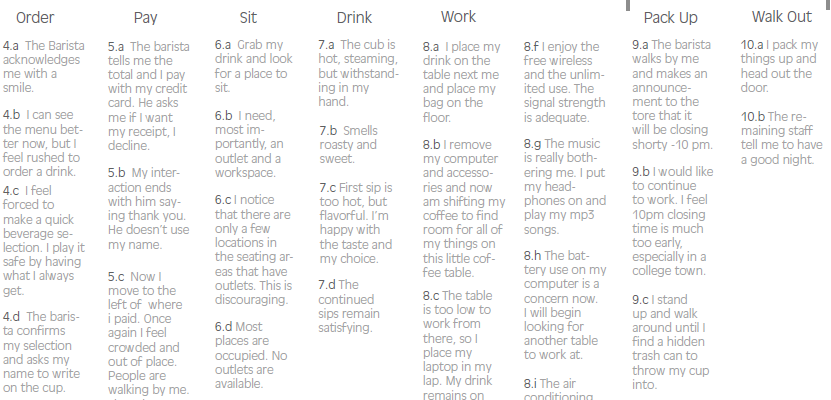 Order
4.a The Barista
acknowledges
me with a
smile.
4.b I can see
the menu bet-
ter now, but I
feel rushed to
order a drink.
4.c I feel
forced to
make a quick
beverage se-
lection. I play it
safe by having
what I always
get.
4.d The baris-
ta confirms
my selection
and asks my
name to write
on the cup.
Pay
5.a The barista
tells me the
total and I pay
with my credit
card. He asks
me if I want
my receipt, I
decline.
5.b My inter-
action ends
with him say-
ing thank you.
He doesn't use
my name.
5.c Now I
move to the
left of where
i paid. Once
again I feel
crowded and
out of place.
People are
walking by me.
Sit
6.a Grab my
drink and look
for a place to
sit.
6.b I need,
most im-
portantly, an
outlet and a
workspace.
6.c I notice
that there are
only a few
locations in
the seating ar-
eas that have
outlets. This is
discouraging.
6.d Most
places are
occupied. No
outlets are
available.
Drink
7.a The cub is
hot, steaming,
but withstand-
ing in my
hand.
7.b Smells
roasty and
sweet.
7.c First sip is
too hot, but
flavorful. I'm
happy with
the taste and
my choice.
7.d The
continued
sips remain
satisfying.
Work
8.a I place my
drink on the
table next me
and place my
bag on the
floor.
8.b I remove
my computer
and accesso-
ries and now
am shifting my
coffee to find
room for all of
my things on
this little cof-
fee table.
8.c The table
is too low to
work from
there, so I
place my
laptop in my
lap. My drink
remains on
8.f I enjoy the
free wireless
and the unlim-
ited use. The
signal strength
is adequate.
8.g The music
is really both-
ering me. I put
my head-
phones on and
play my mp3
songs.
8.h The bat-
tery use on my
computer is a
concern now.
I will begin
looking for
another table
to work at.
8.i The air
conditioning
Pack Up
9.a The barista
walks by me
and makes an
announce-
ment to the
tore that it
will be closing
shorty -10 pm.
9.b I would like
to continue
to work. I feel
10pm closing
time is much
too early,
especially in a
college town.
9.c I stand
up and walk
around until I
find a hidden
trash can to
throw my cup
into.
Walk Out
10.a I pack my
things up and
head out the
door.
10.b The re-
maining staff
tell me to have
a good night.